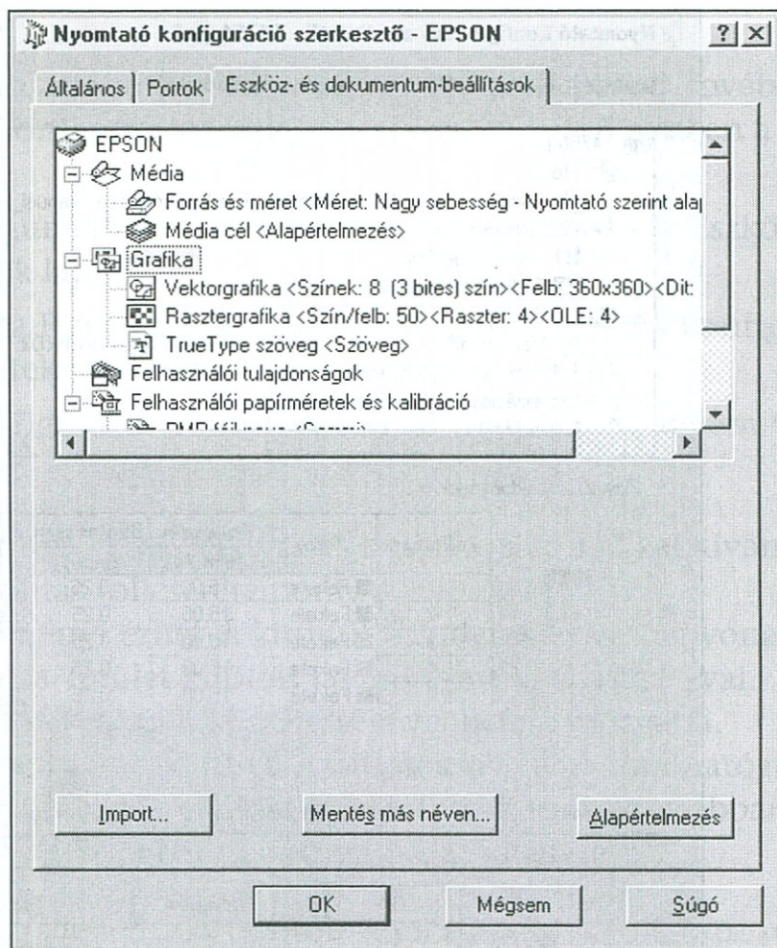 Nyomtató konfiguráció szerkesztő - EPSON
Általános
Portok
Eszköz- és dokumentum-beállítások
EPSON
Média
Forrás és méret <Méret: Nagy sebesség - Nyomtató szerint alap
Média cél <Alapértelmezés>
Grafika
Vektorgrafika <Színek: 8 (3 bites) szín><Felb: 360x360><Dit:
Rasztergrafika <Szín/felb: 50><Raszter: 4><OLE: 4>
TrueType szöveg <Szöveg>
Felhasználói tulajdonságok
Felhasználói papírméretek és kalibráció
Import...
Mentés más néven...
Alapértelmezés
OK
Mégsem
Súgó